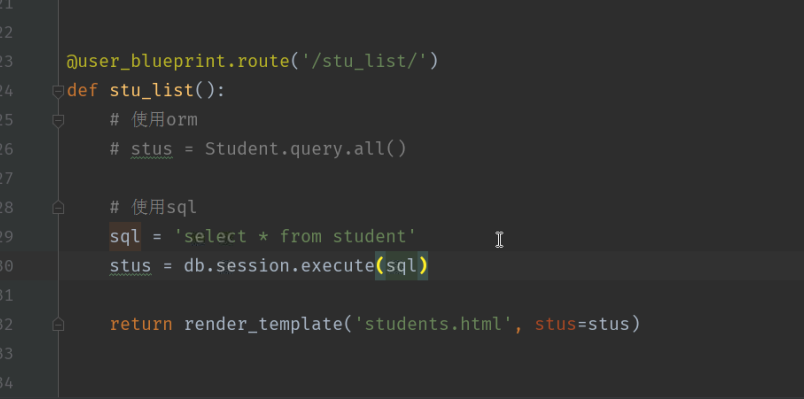 21
22
23 @user_blueprint.route('/stu_list/')
24 def stu_list():
25 # 使用orm
26 # stus = Student.query.all()
27
28 # 使用sql
29 sql = 'select * from student'
30 stus = db.session.execute(sql)
31
32 return render_template('students.html', stus=stus)
33
34